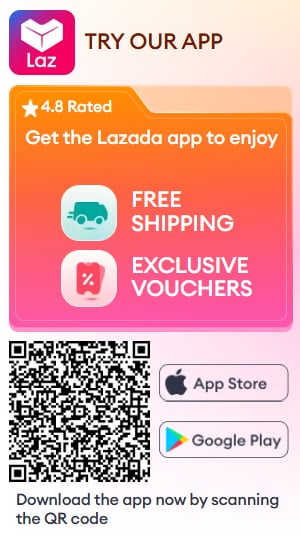 Laz
TRY OUR APP
4.8 Rated
Get the Lazada app to enjoy
FREE
SHIPPING
EXCLUSIVE
VOUCHERS
App Store
Google Play
Download the app now by scanning
the QR code